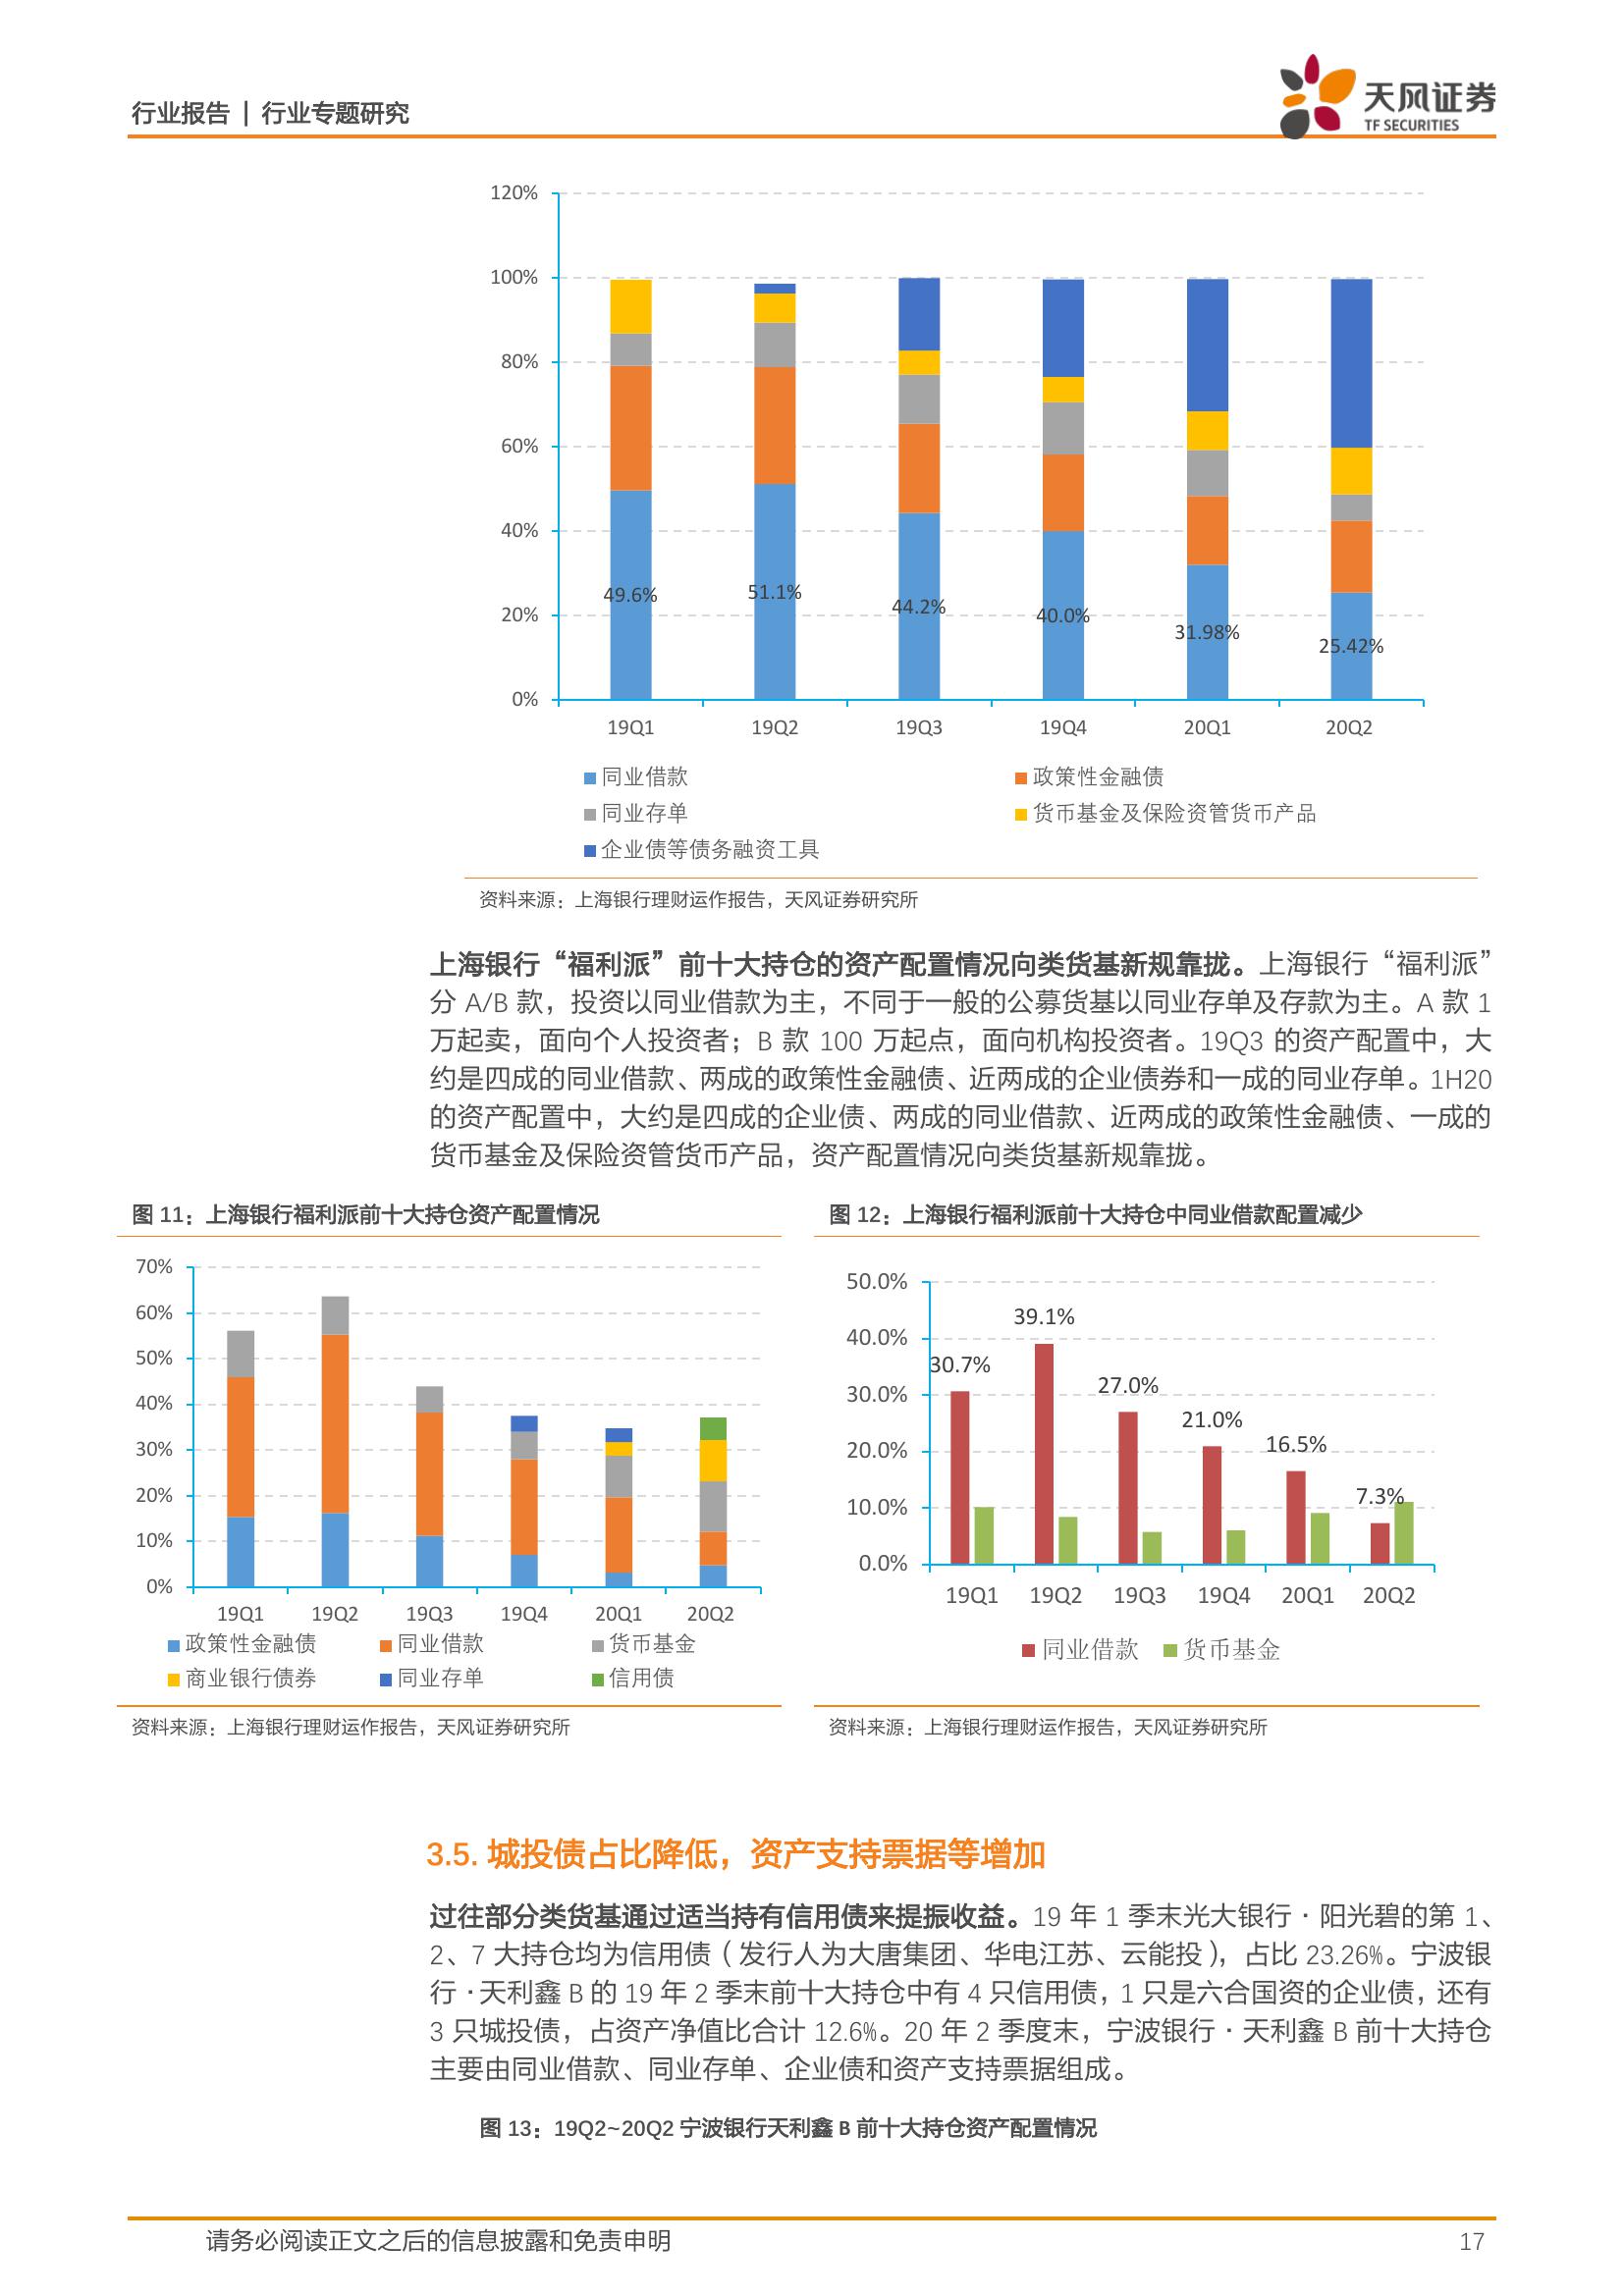 行业报告 | 行业专题研究
天风证券
TF SECURITIES
120%
100%
80%
60%
40%
20%
0%
49.6%
51.1%
44.2%
40.0%
31.98%
25.42%
19Q1
19Q2
19Q3
19Q4
20Q1
20Q2
同业借款
政策性金融债
同业存单
货币基金及保险资管货币产品
企业债等债务融资工具
资料来源：上海银行理财运作报告，天风证券研究所
上海银行“福利派”前十大持仓的资产配置情况向类货基新规靠拢。上海银行“福利派”
分 A/B 款，投资以同业借款为主，不同于一般的公募货基以同业存单及存款为主。A 款 1
万起卖，面向个人投资者；B 款 100 万起点，面向机构投资者。19Q3 的资产配置中，大
约是四成的同业借款、两成的政策性金融债、近两成的企业债券和一成的同业存单。1H20
的资产配置中，大约是四成的企业债、两成的同业借款、近两成的政策性金融债、一成的
货币基金及保险资管货币产品，资产配置情况向类货基新规靠拢。
图 11：上海银行福利派前十大持仓资产配置情况
70%
60%
50%
40%
30%
20%
10%
0%
19Q1
19Q2
19Q3
19Q4
20Q1
20Q2
政策性金融债
同业借款
货币基金
商业银行债券
同业存单
信用债
资料来源：上海银行理财运作报告，天风证券研究所
图 12：上海银行福利派前十大持仓中同业借款配置减少
50.0%
40.0%
30.0%
20.0%
10.0%
0.0%
30.7%
39.1%
27.0%
21.0%
16.5%
7.3%
19Q1
19Q2
19Q3
19Q4
20Q1
20Q2
同业借款
货币基金
资料来源：上海银行理财运作报告，天风证券研究所
3.5. 城投债占比降低，资产支持票据等增加
过往部分类货基通过适当持有信用债来提振收益。19 年 1 季末光大银行·阳光碧的第 1、
2、7 大持仓均为信用债（发行人为大唐集团、华电江苏、云能投），占比 23.26%。宁波银
行·天利鑫 B 的 19 年 2 季末前十大持仓中有 4 只信用债，1 只是六合国资的企业债，还有
3 只城投债，占资产净值比合计 12.6%。20 年 2 季度末，宁波银行·天利鑫 B 前十大持仓
主要由同业借款、同业存单、企业债和资产支持票据组成。
图 13：19Q2~20Q2 宁波银行天利鑫 B 前十大持仓资产配置情况
请务必阅读正文之后的信息披露和免责申明
17